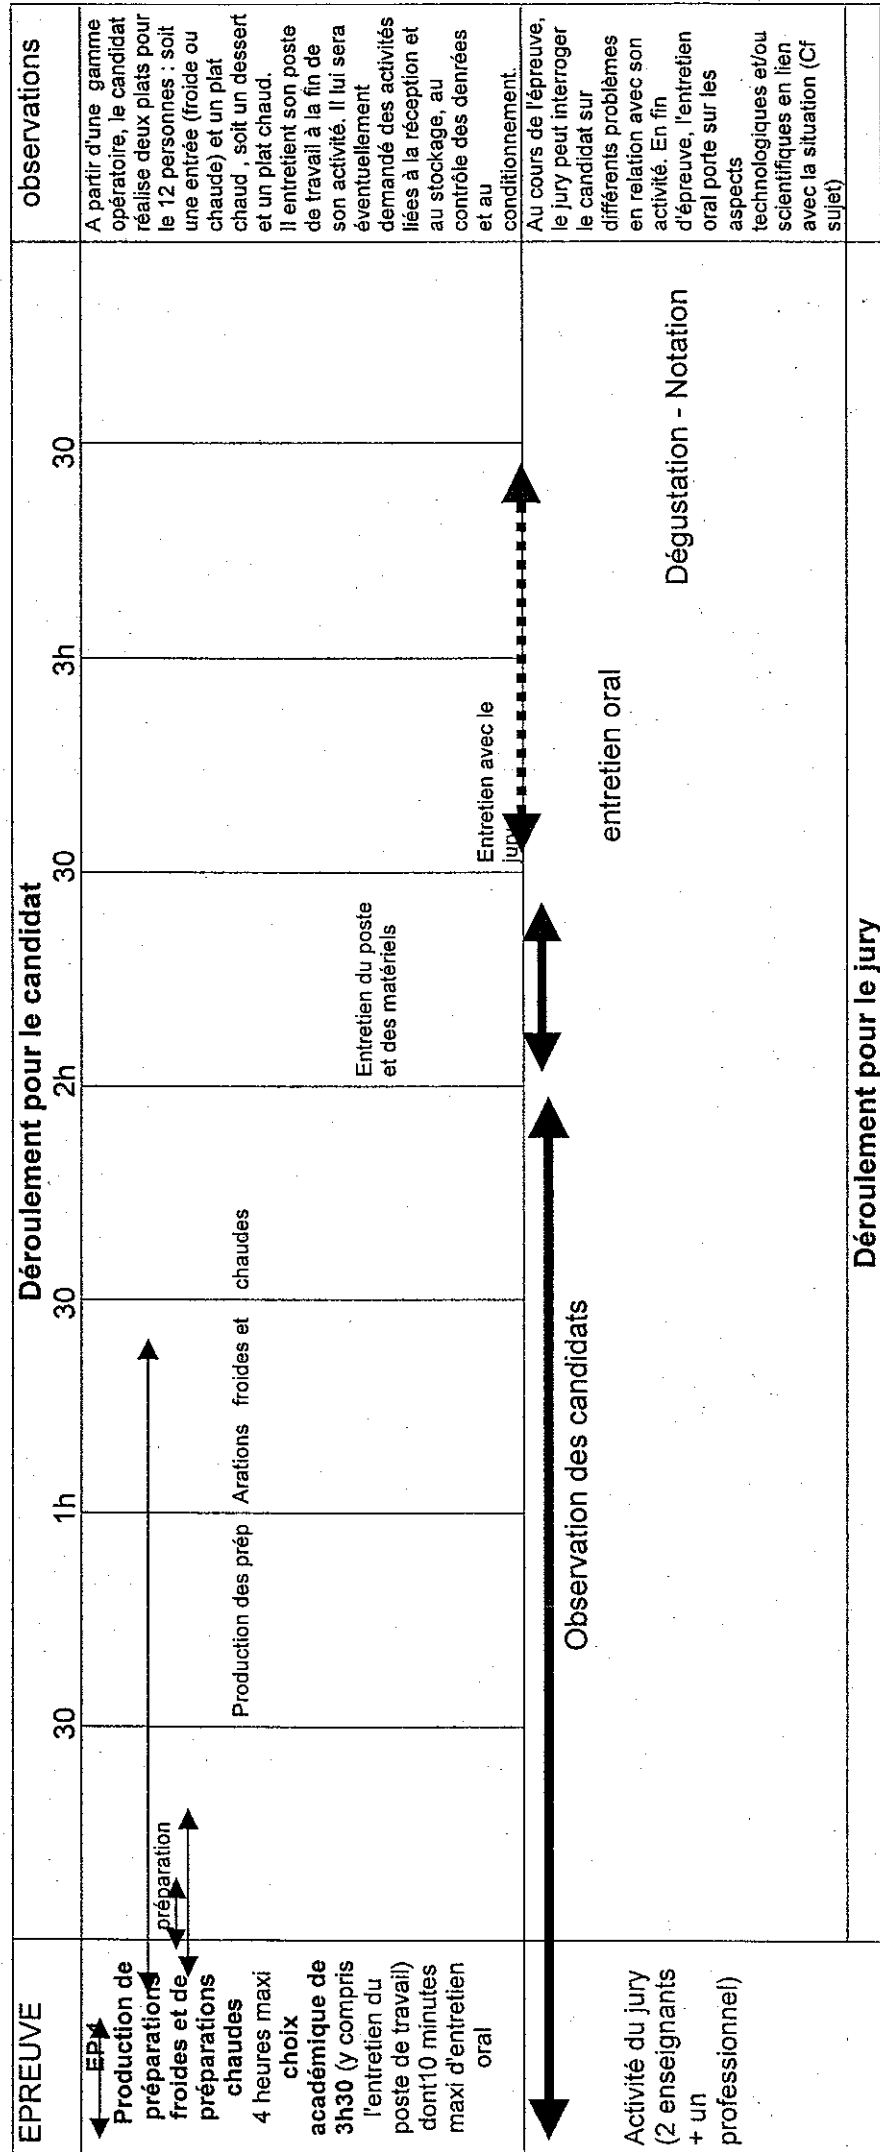 EPREUVE
Déroulement pour le candidat
observations
30
1h
30
2h
30
3h
30
EP1
Production de
préparations
froides et de
préparations
chaudes
4 heures maxi
choix
académique de
3h30 (y compris
l'entretien du
poste de travail)
dont10 minutes
maxi d'entretien
oral
préparation
Production des prép Arations froides et chaudes
Entretien du poste
et des matériels
Entretien avec le
jury
A partir d'une gamme
opératoire, le candidat
réalise deux plats pour
le 12 personnes : soit
une entrée (froide ou
chaude) et un plat
chaud , soit un dessert
et un plat chaud.
Il entretient son poste
de travail à la fin de
son activité. Il lui sera
éventuellement
demandé des activités
liées à la réception et
au stockage, au
contrôle des denrées
et au
conditionnement.
Activité du jury
(2 enseignants
+ un
professionnel)
Observation des candidats
entretien oral
Dégustation - Notation
Au cours de l'épreuve,
le jury peut interroger
le candidat sur
différents problèmes
en relation avec son
activité. En fin
d'épreuve, l'entretien
oral porte sur les
aspects
technologiques et/ou
scientifiques en lien
avec la situation (Cf
sujet)
Déroulement pour le jury